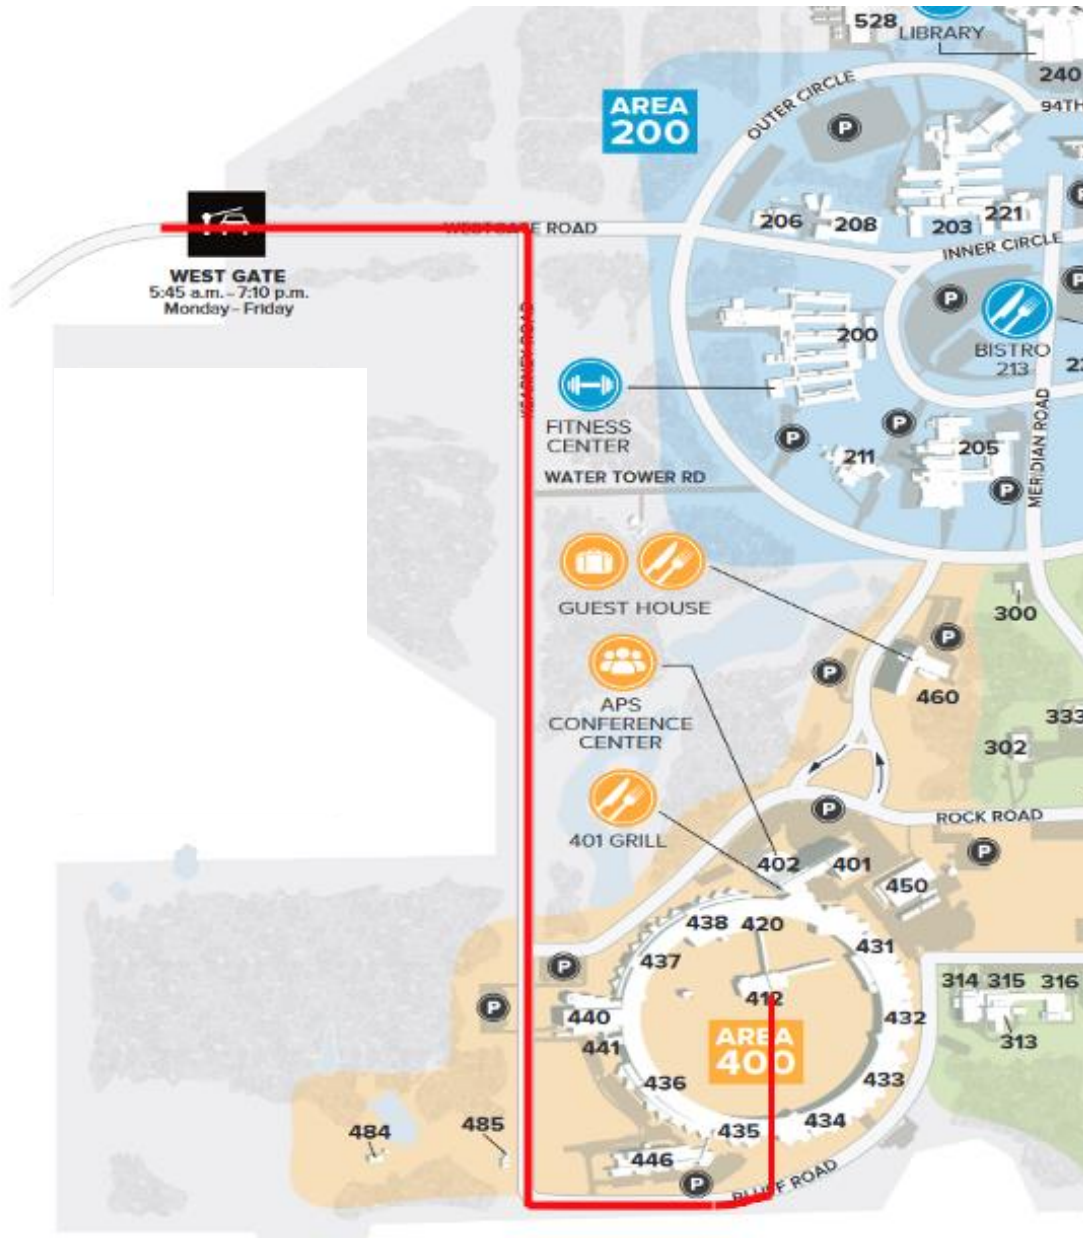 528
LIBRARY
240
OUTER CIRCLE
94TH
AREA
200
P
P
206
208
203
221
WESTGATE ROAD
INNER CIRCLE
WEST GATE
5:45 a.m. – 7:10 p.m.
Monday – Friday
P
P
200
BISTRO
213
KEARNEY ROAD
MERIDIAN ROAD
FITNESS
CENTER
P
P
211
205
P
WATER TOWER RD
GUEST HOUSE
300
P
P
460
APS
CONFERENCE
CENTER
333
302
P
ROCK ROAD
401 GRILL
402
401
P
450
438
420
431
437
P
412
314
315
316
P
440
432
313
441
AREA
400
436
433
484
485
435
434
446
P
BLUFF ROAD